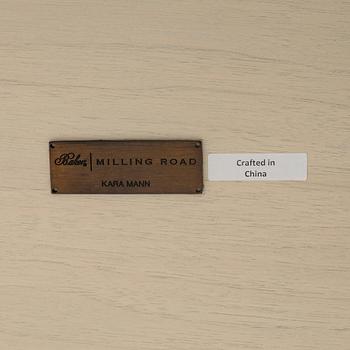 Baker | MILLING ROAD
KARA MANN
Crafted in
China